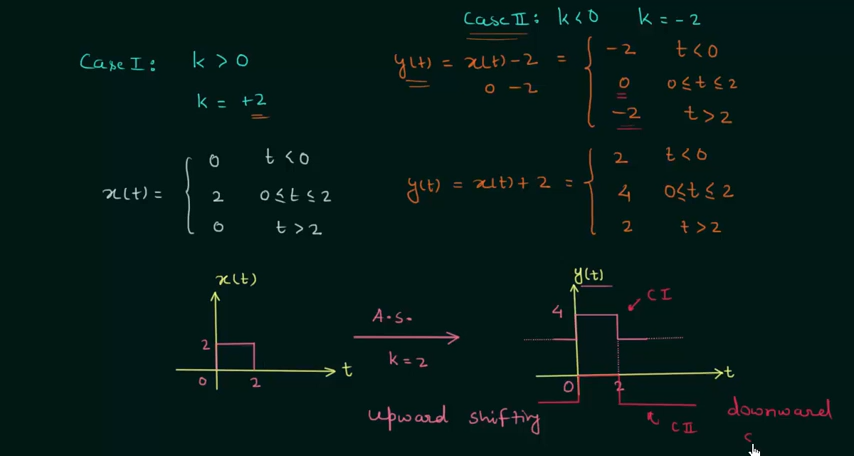 Case II: k<0 k = -2
Case I: k > 0
k = +2
y(t) = x(t) - 2 = { -2 t<0
0 - 2 0 0≤t≤2
-2 t>2
x(t) = { 0 t<0
2 0≤t≤2
0 t>2
y(t) = x(t) + 2 = { 2 t<0
4 0≤t≤2
2 t>2
x(t)
2
0 2 t
A.S.
k = 2
upward shifting
y(t)
4 CI
0 2 t
CII
downward
s